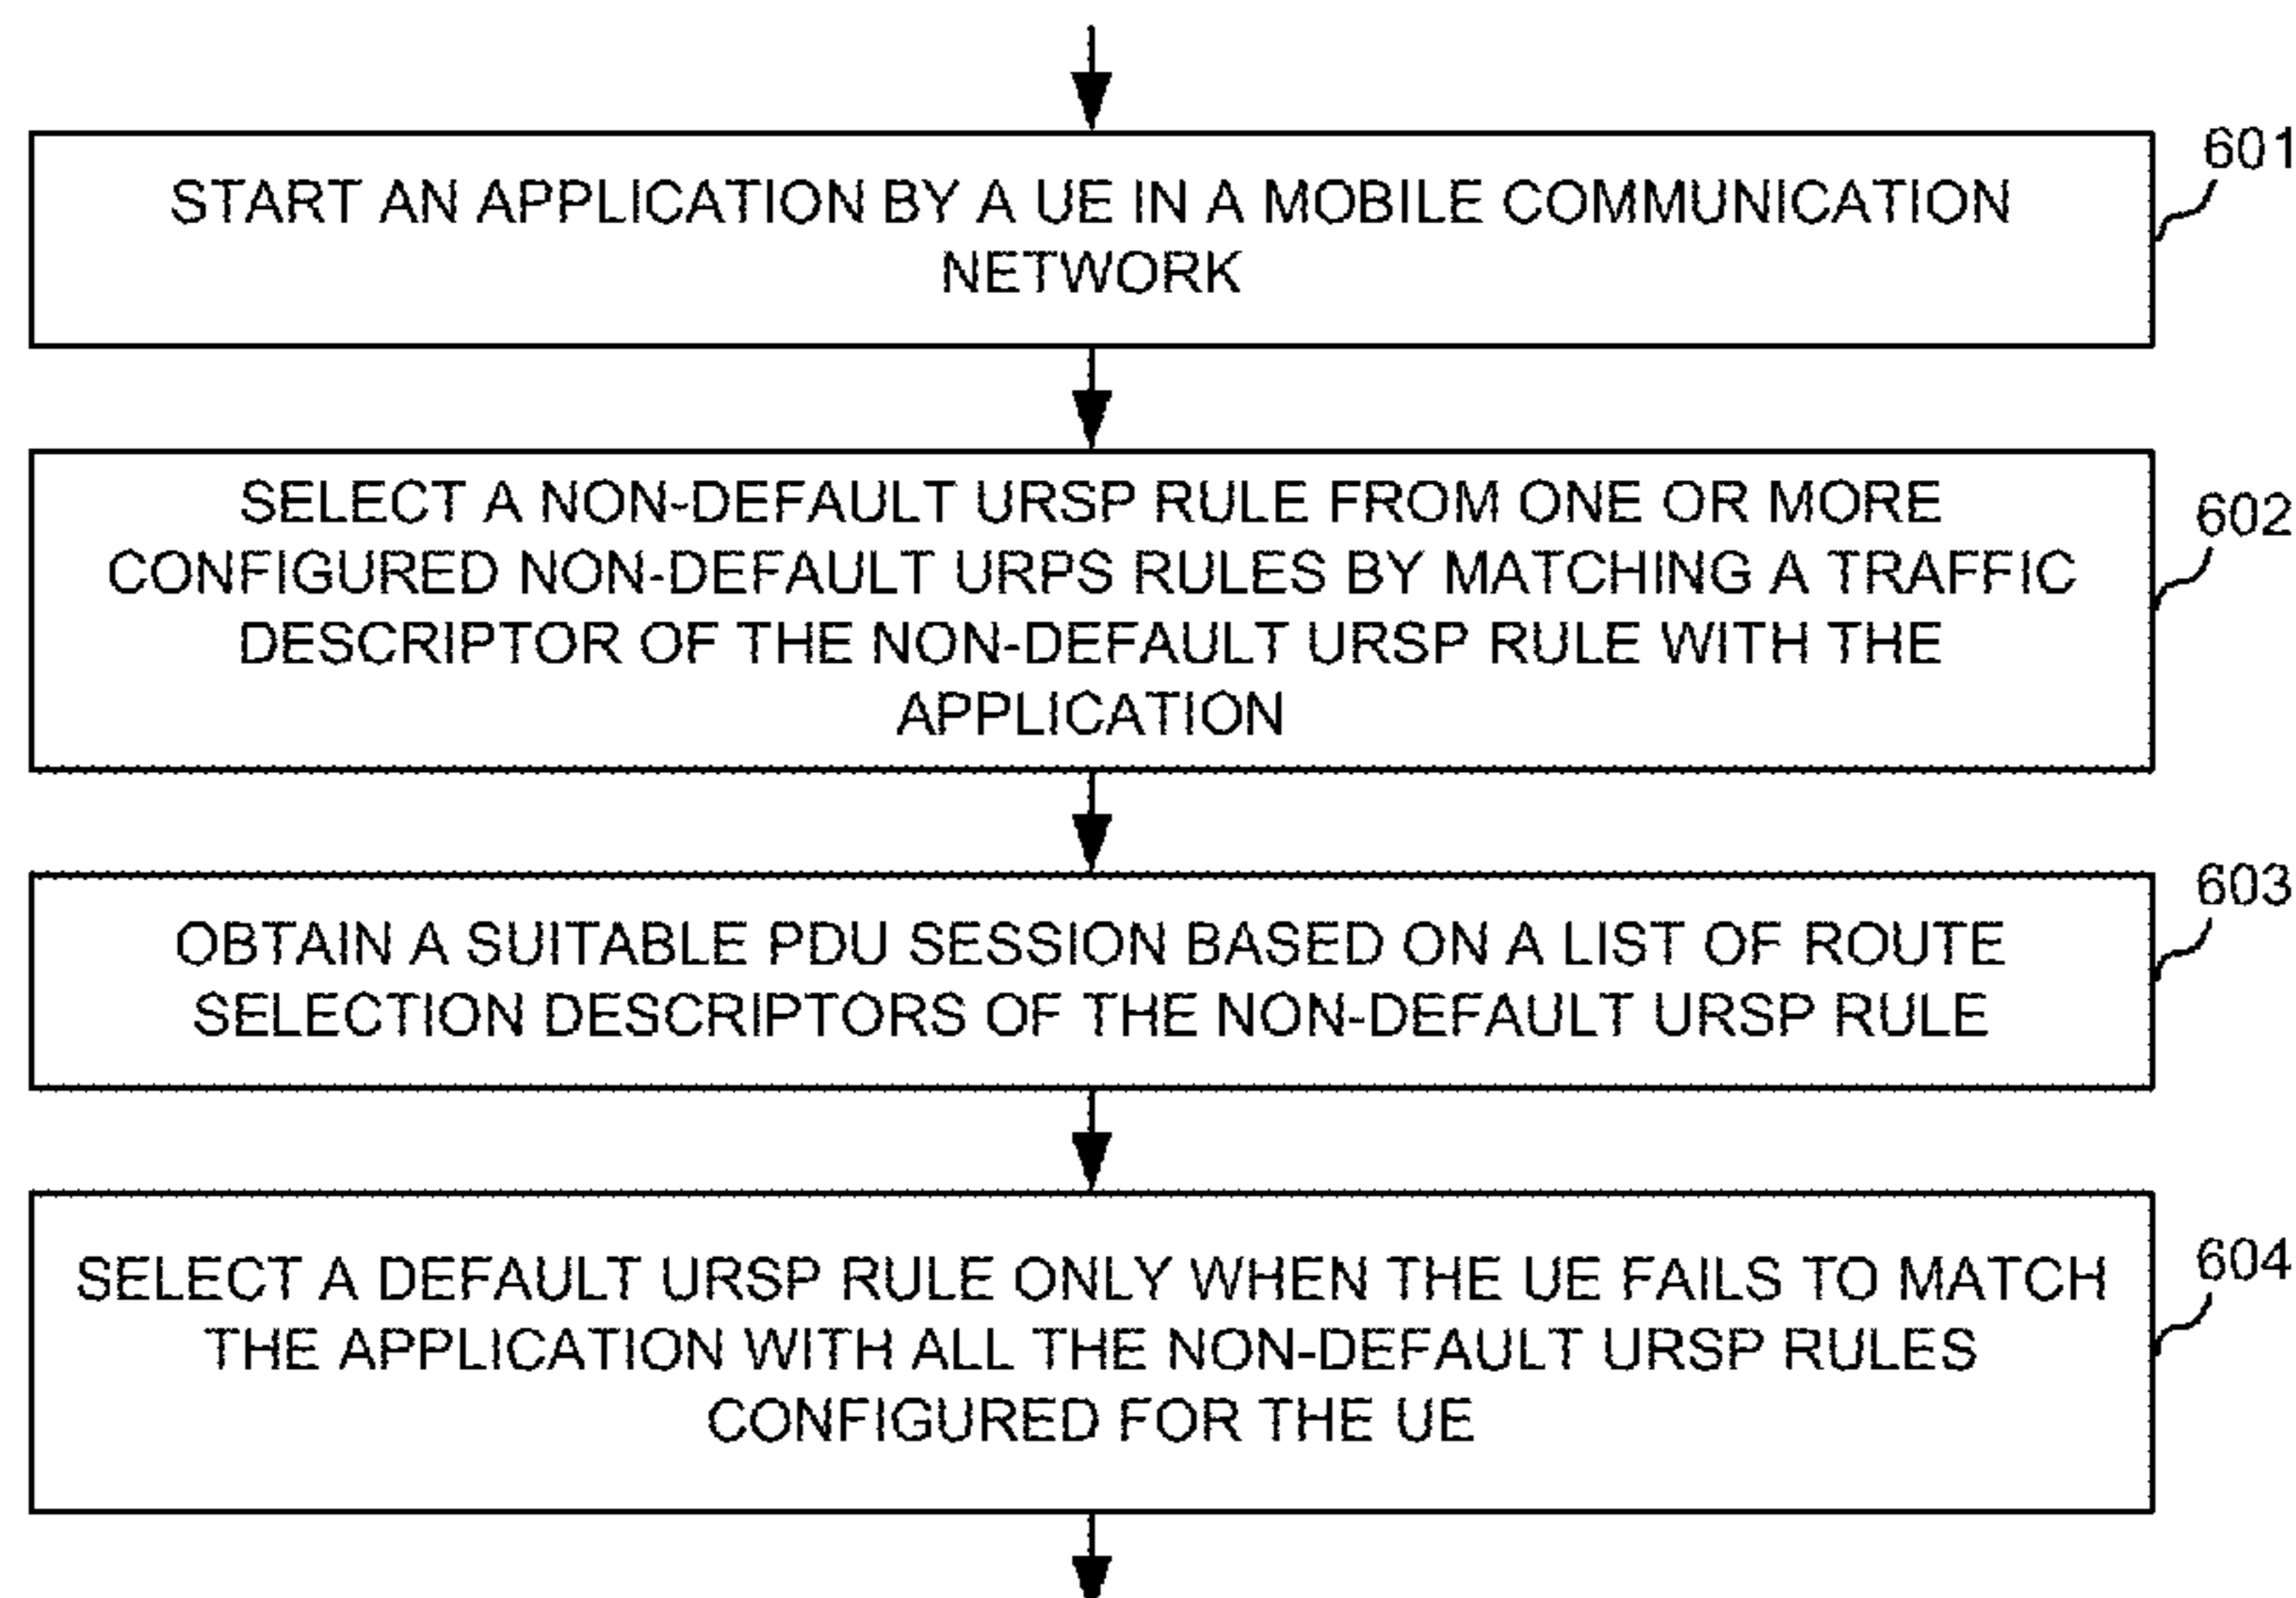 START AN APPLICATION BY A UE IN A MOBILE COMMUNICATION
NETWORK
601
SELECT A NON-DEFAULT URSP RULE FROM ONE OR MORE
CONFIGURED NON-DEFAULT URPS RULES BY MATCHING A TRAFFIC
DESCRIPTOR OF THE NON-DEFAULT URSP RULE WITH THE
APPLICATION
602
OBTAIN A SUITABLE PDU SESSION BASED ON A LIST OF ROUTE
SELECTION DESCRIPTORS OF THE NON-DEFAULT URSP RULE
603
SELECT A DEFAULT URSP RULE ONLY WHEN THE UE FAILS TO MATCH
THE APPLICATION WITH ALL THE NON-DEFAULT URSP RULES
CONFIGURED FOR THE UE
604